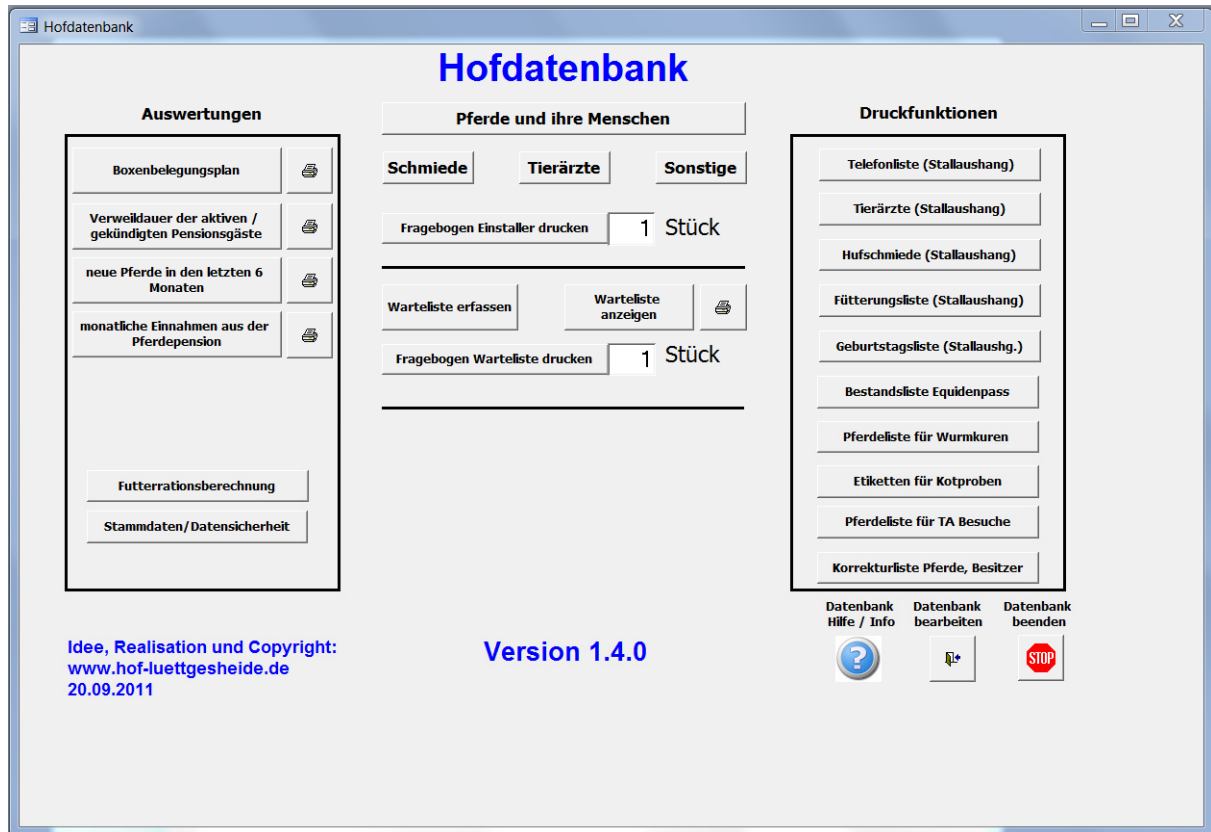 Hofdatenbank
Hofdatenbank
Auswertungen
Boxenbelegungsplan
Verweildauer der aktiven /
gekündigten Pensionsgäste
neue Pferde in den letzten 6
Monaten
monatliche Einnahmen aus der
Pferdepension
Futterrationsberechnung
Stammdaten/Datensicherheit
Pferde und ihre Menschen
Schmiede Tierärzte Sonstige
Fragebogen Einstaller drucken 1 Stück
Warteliste erfassen
Warteliste
anzeigen
Fragebogen Warteliste drucken 1 Stück
Druckfunktionen
Telefonliste (Stallaushang)
Tierärzte (Stallaushang)
Hufschmiede (Stallaushang)
Fütterungsliste (Stallaushang)
Geburtstagsliste (Stallaushg.)
Bestandsliste Equidenpass
Pferdeliste für Wurmkuren
Etiketten für Kotproben
Pferdeliste für TA Besuche
Korrekturliste Pferde, Besitzer
Datenbank
Hilfe / Info
Datenbank
bearbeiten
Datenbank
beenden
?
STOP
Idee, Realisation und Copyright:
www.hof-luettgesheide.de
20.09.2011
Version 1.4.0